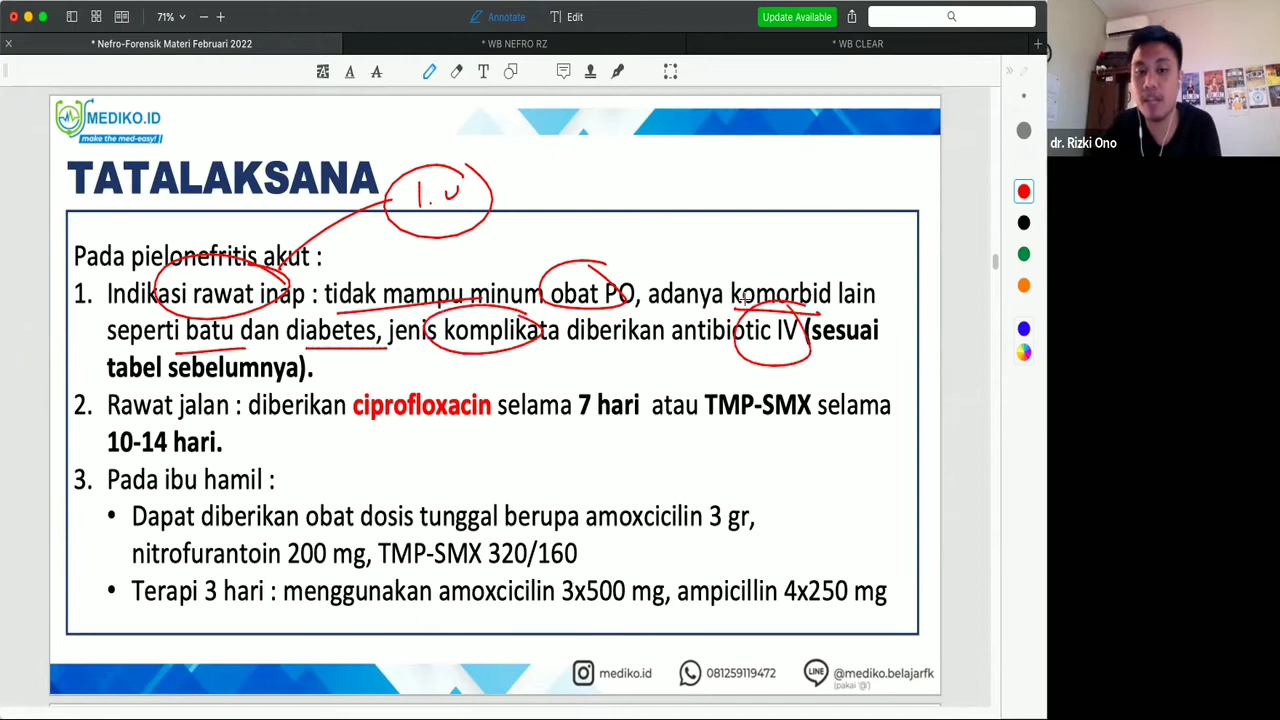 71%
Annotate
Edit
Update Available
* Nefro-Forensik Materi Februari 2022
* WB NEFRO RZ
* WB CLEAR
MEDIKO.ID
make the med-easy!
dr. Rizki Ono
TATALAKSANA
I.V
Pada pielonefritis akut :
1. Indikasi rawat inap : tidak mampu minum obat PO, adanya komorbid lain
seperti batu dan diabetes, jenis komplikata diberikan antibiotic IV (sesuai
tabel sebelumnya).
2. Rawat jalan : diberikan ciprofloxacin selama 7 hari atau TMP-SMX selama
10-14 hari.
3. Pada ibu hamil :
• Dapat diberikan obat dosis tunggal berupa amoxcicilin 3 gr,
nitrofurantoin 200 mg, TMP-SMX 320/160
• Terapi 3 hari : menggunakan amoxcicilin 3x500 mg, ampicillin 4x250 mg
mediko.id
081259119472
LINE
@mediko.belajarfk
(pakai '@')